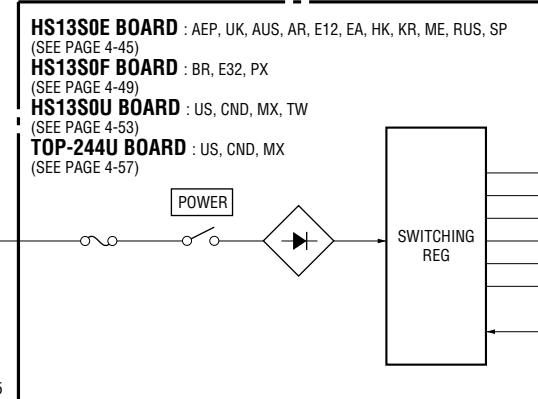 HS13S0E BOARD : AEP, UK, AUS, AR, E12, EA, HK, KR, ME, RUS, SP
(SEE PAGE 4-45)
HS13S0F BOARD : BR, E32, PX
(SEE PAGE 4-49)
HS13S0U BOARD : US, CND, MX, TW
(SEE PAGE 4-53)
TOP-244U BOARD : US, CND, MX
(SEE PAGE 4-57)
POWER
SWITCHING
REG